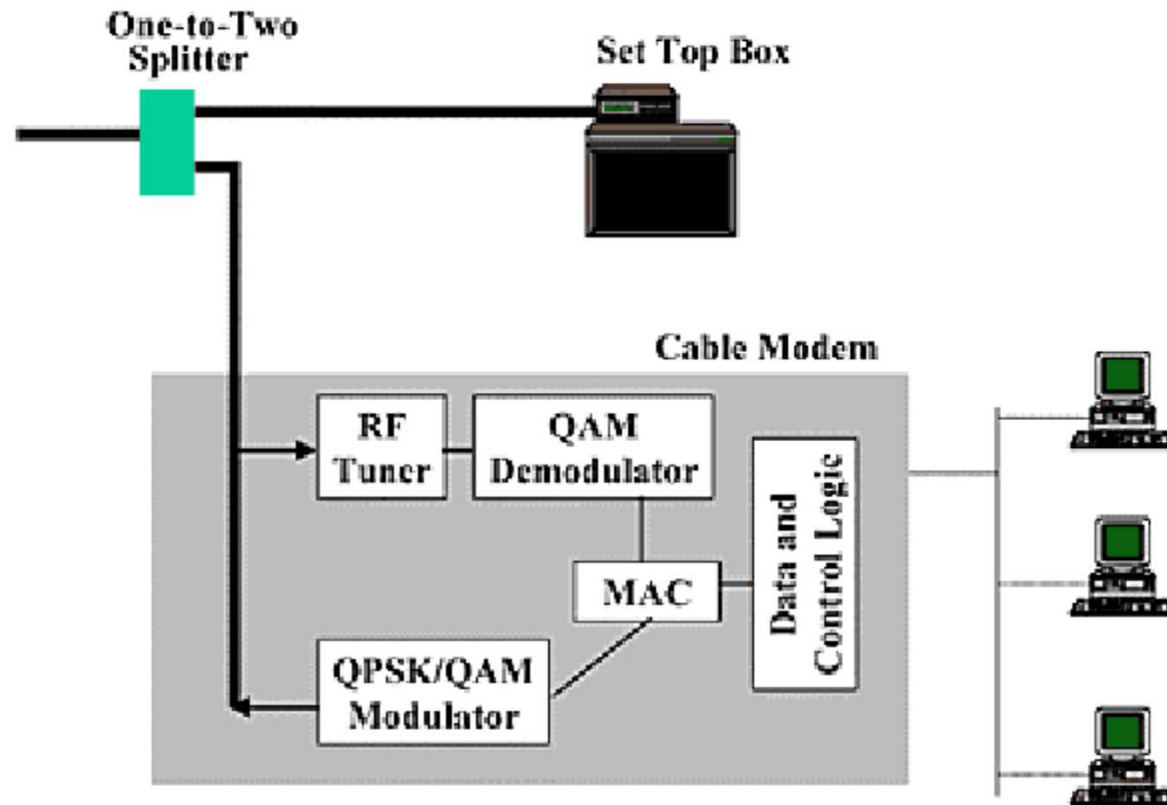 One-to-Two
Splitter
Set Top Box
Cable Modem
RF
Tuner
QAM
Demodulator
Data and
Control Logic
MAC
QPSK/QAM
Modulator